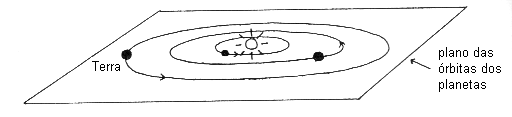 Terra
plano das
órbitas dos
planetas